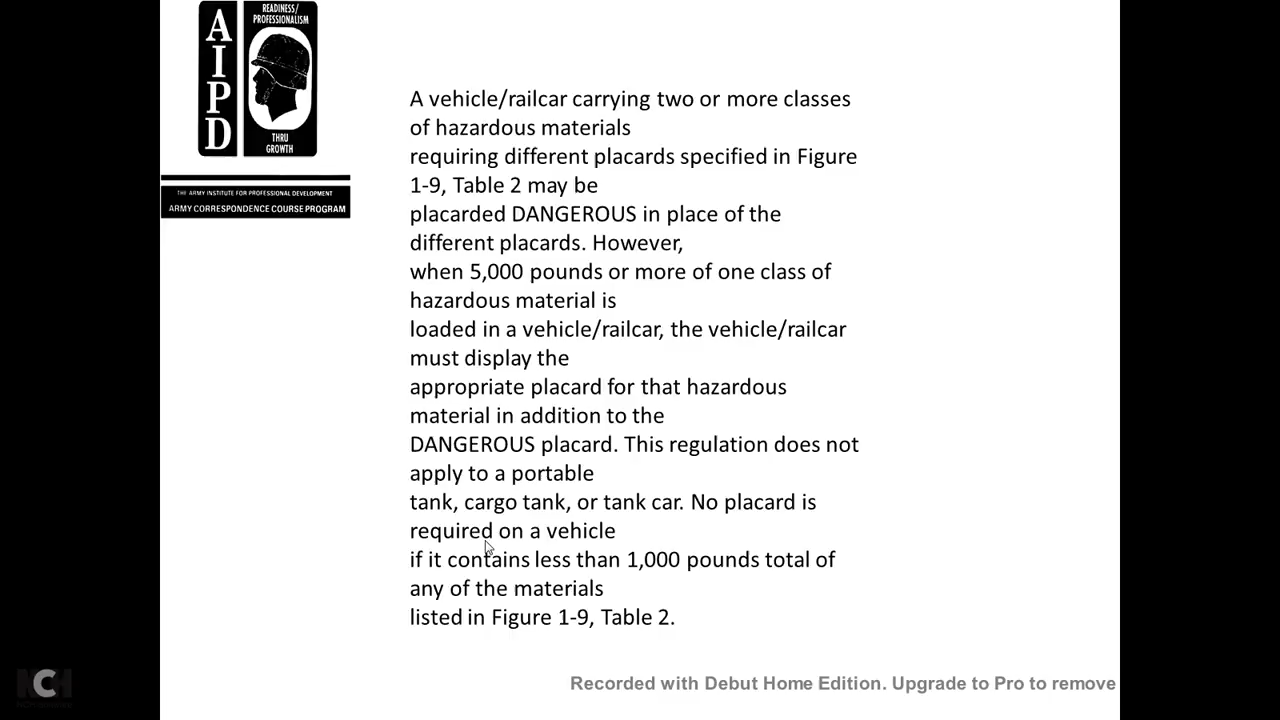 READINESS/
PROFESSIONALISM
AIPD
THRU
GROWTH
THE ARMY INSTITUTE FOR PROFESSIONAL DEVELOPMENT
ARMY CORRESPONDENCE COURSE PROGRAM
A vehicle/railcar carrying two or more classes
of hazardous materials
requiring different placards specified in Figure
1-9, Table 2 may be
placarded DANGEROUS in place of the
different placards. However,
when 5,000 pounds or more of one class of
hazardous material is
loaded in a vehicle/railcar, the vehicle/railcar
must display the
appropriate placard for that hazardous
material in addition to the
DANGEROUS placard. This regulation does not
apply to a portable
tank, cargo tank, or tank car. No placard is
required on a vehicle
if it contains less than 1,000 pounds total of
any of the materials
listed in Figure 1-9, Table 2.
NCH
Recorded with Debut Home Edition. Upgrade to Pro to remove